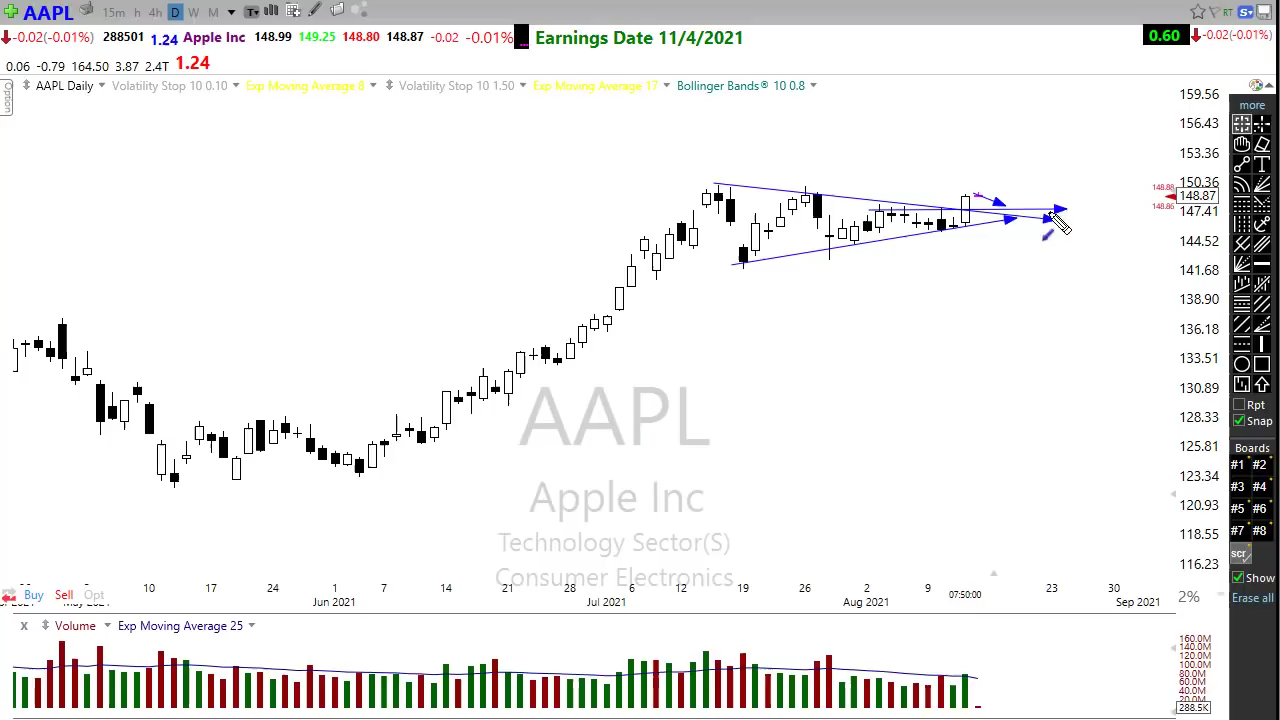 AAPL 15m h 4h D W M T RT S
-0.02(-0.01%) 288501 1.24 Apple Inc 148.99 149.25 148.80 148.87 -0.02 -0.01% Earnings Date 11/4/2021 0.60 -0.02(-0.01%)
0.06 -0.79 164.50 3.87 2.4T 1.24
Option
AAPL Daily Volatility Stop 10 0.10 Exp Moving Average 8 Volatility Stop 10 1.50 Exp Moving Average 17 Bollinger Bands® 10 0.8
159.56
156.43
153.36
150.36
148.88
148.87
148.86
147.41
144.52
141.68
138.90
136.18
133.51
130.89
128.33
125.81
123.34
120.93
118.55
116.23
more
Rpt
Snap
Boards
#1 #2
#3 #4
#5 #6
#7 #8
scr
Show
Erase all
AAPL
Apple Inc
Technology Sector(S)
Consumer Electronics
10 17 24 1 7 14 21 28 6 12 19 26 2 9 07:50:00 23 30
Buy Sell Opt
Jun 2021 Jul 2021 Aug 2021 Sep 2021
2%
x Volume Exp Moving Average 25
160.0M
140.0M
120.0M
100.0M
80.0M
60.0M
40.0M
20.0M
288.5K